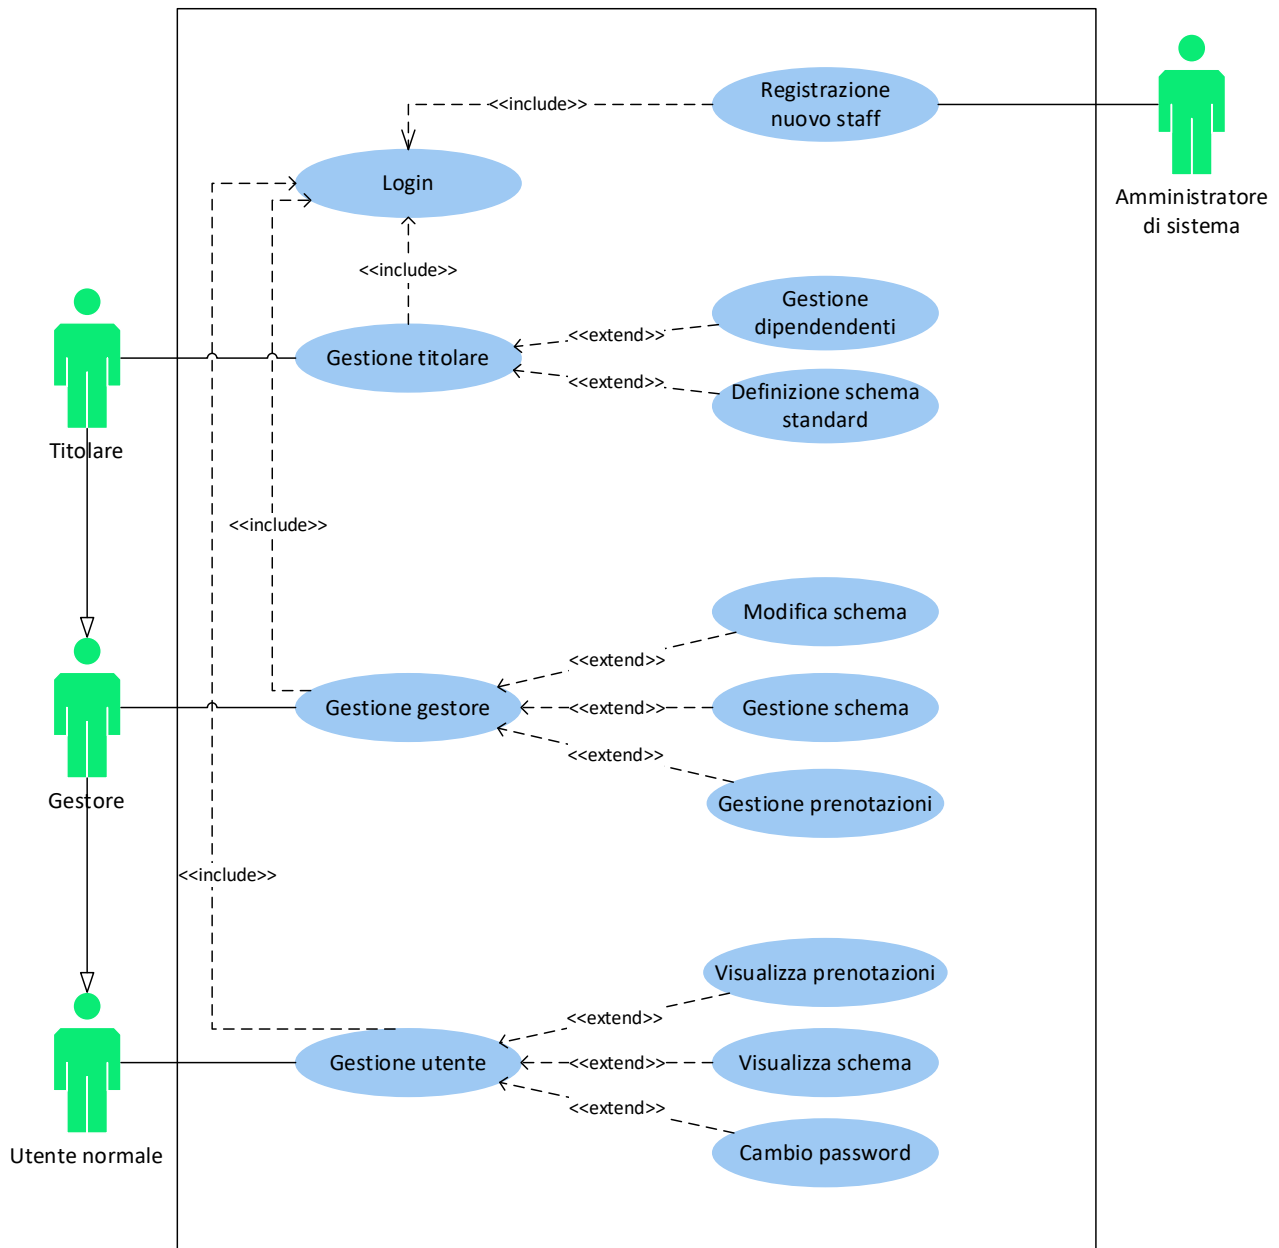 Registrazione
nuovo staff
<<include>>
Login
Amministratore
di sistema
<<include>>
Gestione
dipendendenti
<<extend>>
Gestione titolare
<<extend>>
Definizione schema
standard
Titolare
<<include>>
Modifica schema
<<extend>>
Gestione gestore
<<extend>>
Gestione schema
<<extend>>
Gestione prenotazioni
Gestore
<<include>>
Visualizza prenotazioni
<<extend>>
Gestione utente
<<extend>>
Visualizza schema
<<extend>>
Cambio password
Utente normale